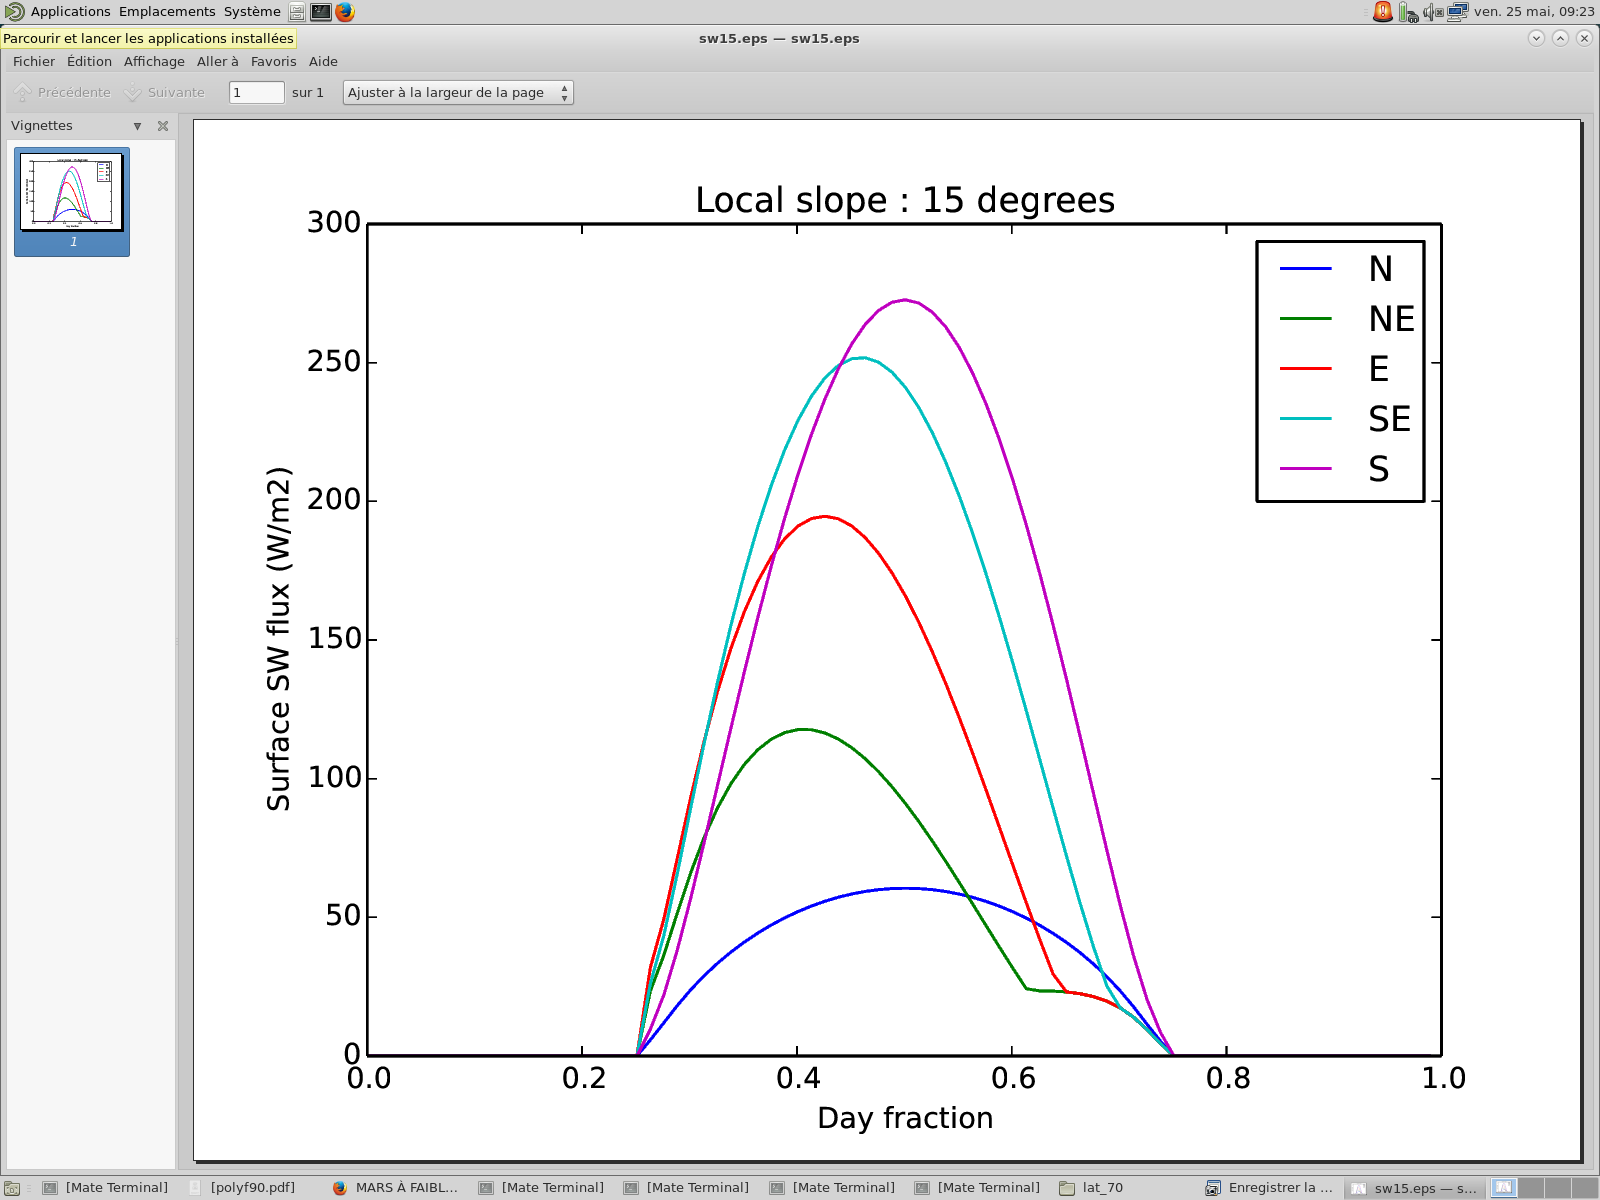 Applications Emplacements Système
ven. 25 mai, 09:23
Parcourir et lancer les applications installées
sw15.eps — sw15.eps
Fichier Édition Affichage Aller à Favoris Aide
Précédente Suivante 1 sur 1 Ajuster à la largeur de la page
Vignettes
1
Local slope : 15 degrees
300
250
200
150
100
50
0
Surface SW flux (W/m2)
N
NE
E
SE
S
0.0 0.2 0.4 0.6 0.8 1.0
Day fraction
[Mate Terminal] [polyf90.pdf] MARS À FAIBL... [Mate Terminal] [Mate Terminal] [Mate Terminal] [Mate Terminal] lat_70 Enregistrer la ... sw15.eps — s...